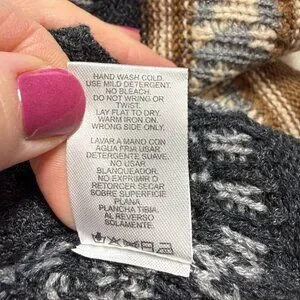 HAND WASH COLD.
USE MILD DETERGENT.
NO BLEACH.
DO NOT WRING OR
TWIST.
LAY FLAT TO DRY.
WARM IRON ON
WRONG SIDE ONLY.
LAVAR A MANO CON
AGUA FRIA USAR
DETERGENTE SUAVE.
NO USAR
BLANQUEADOR.
NO EXPRIMIR O
RETORCER SECAR
SOBRE SUPERFICIE
PLANA.
PLANCHA TIBIA.
AL REVERSO
SOLAMENTE.